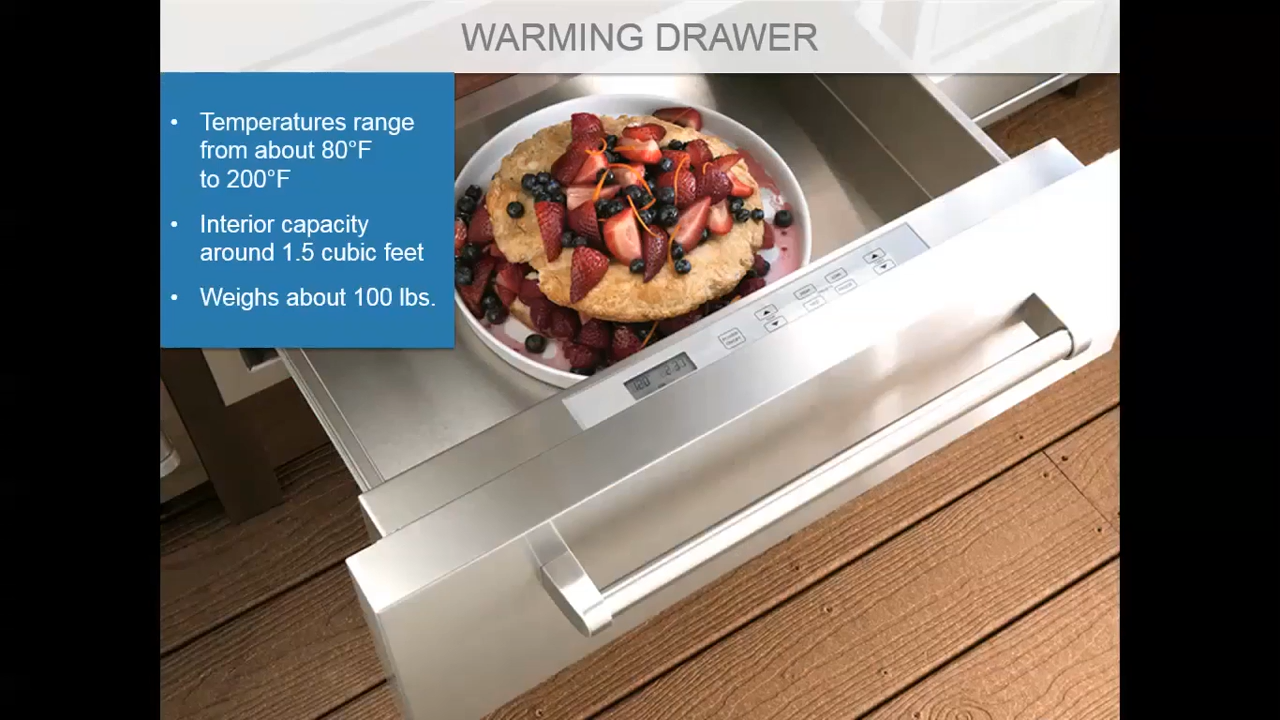 WARMING DRAWER
• Temperatures range
from about 80°F
to 200°F
• Interior capacity
around 1.5 cubic feet
• Weighs about 100 lbs.